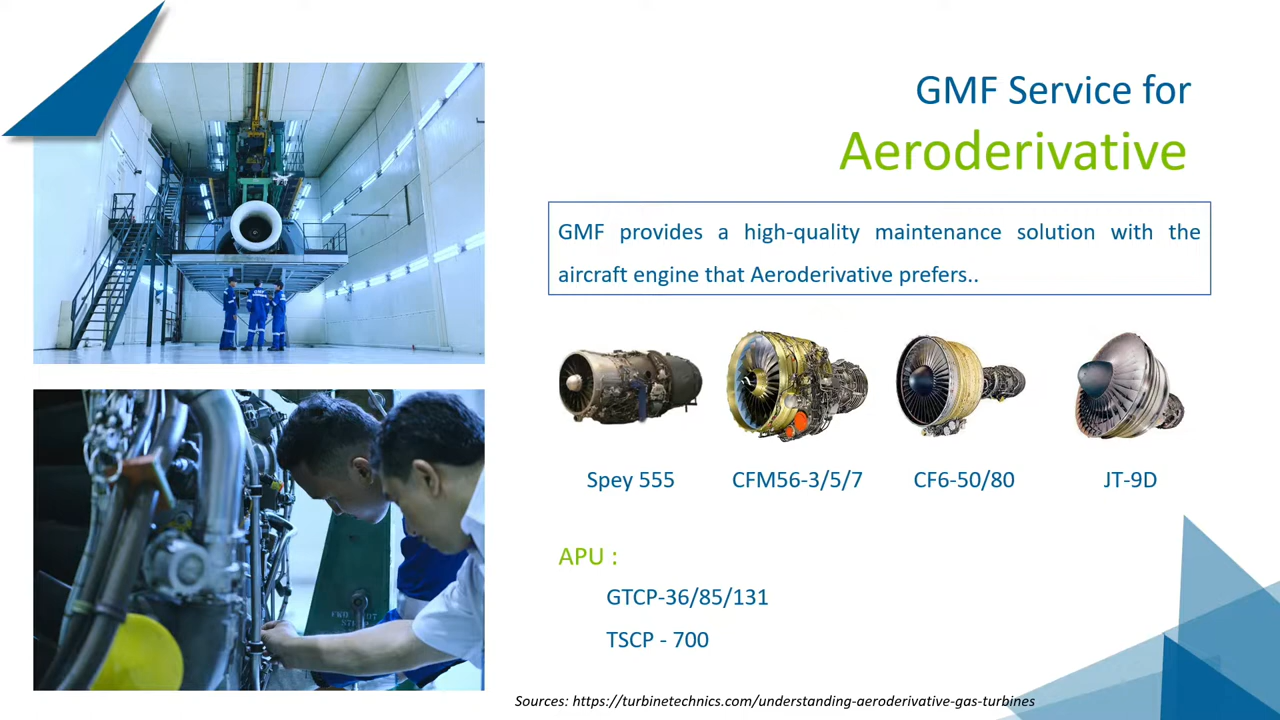 GMF Service for
Aeroderivative
GMF provides a high-quality maintenance solution with the
aircraft engine that Aeroderivative prefers..
Spey 555
CFM56-3/5/7
CF6-50/80
JT-9D
APU :
GTCP-36/85/131
TSCP - 700
Sources: https://turbinetechnics.com/understanding-aeroderivative-gas-turbines